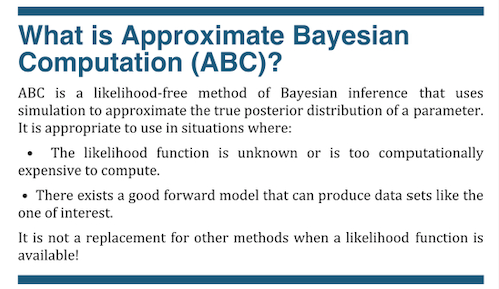 What is Approximate Bayesian
Computation (ABC)?
ABC is a likelihood-free method of Bayesian inference that uses
simulation to approximate the true posterior distribution of a parameter.
It is appropriate to use in situations where:
• The likelihood function is unknown or is too computationally
expensive to compute.
• There exists a good forward model that can produce data sets like the
one of interest.
It is not a replacement for other methods when a likelihood function is
available!